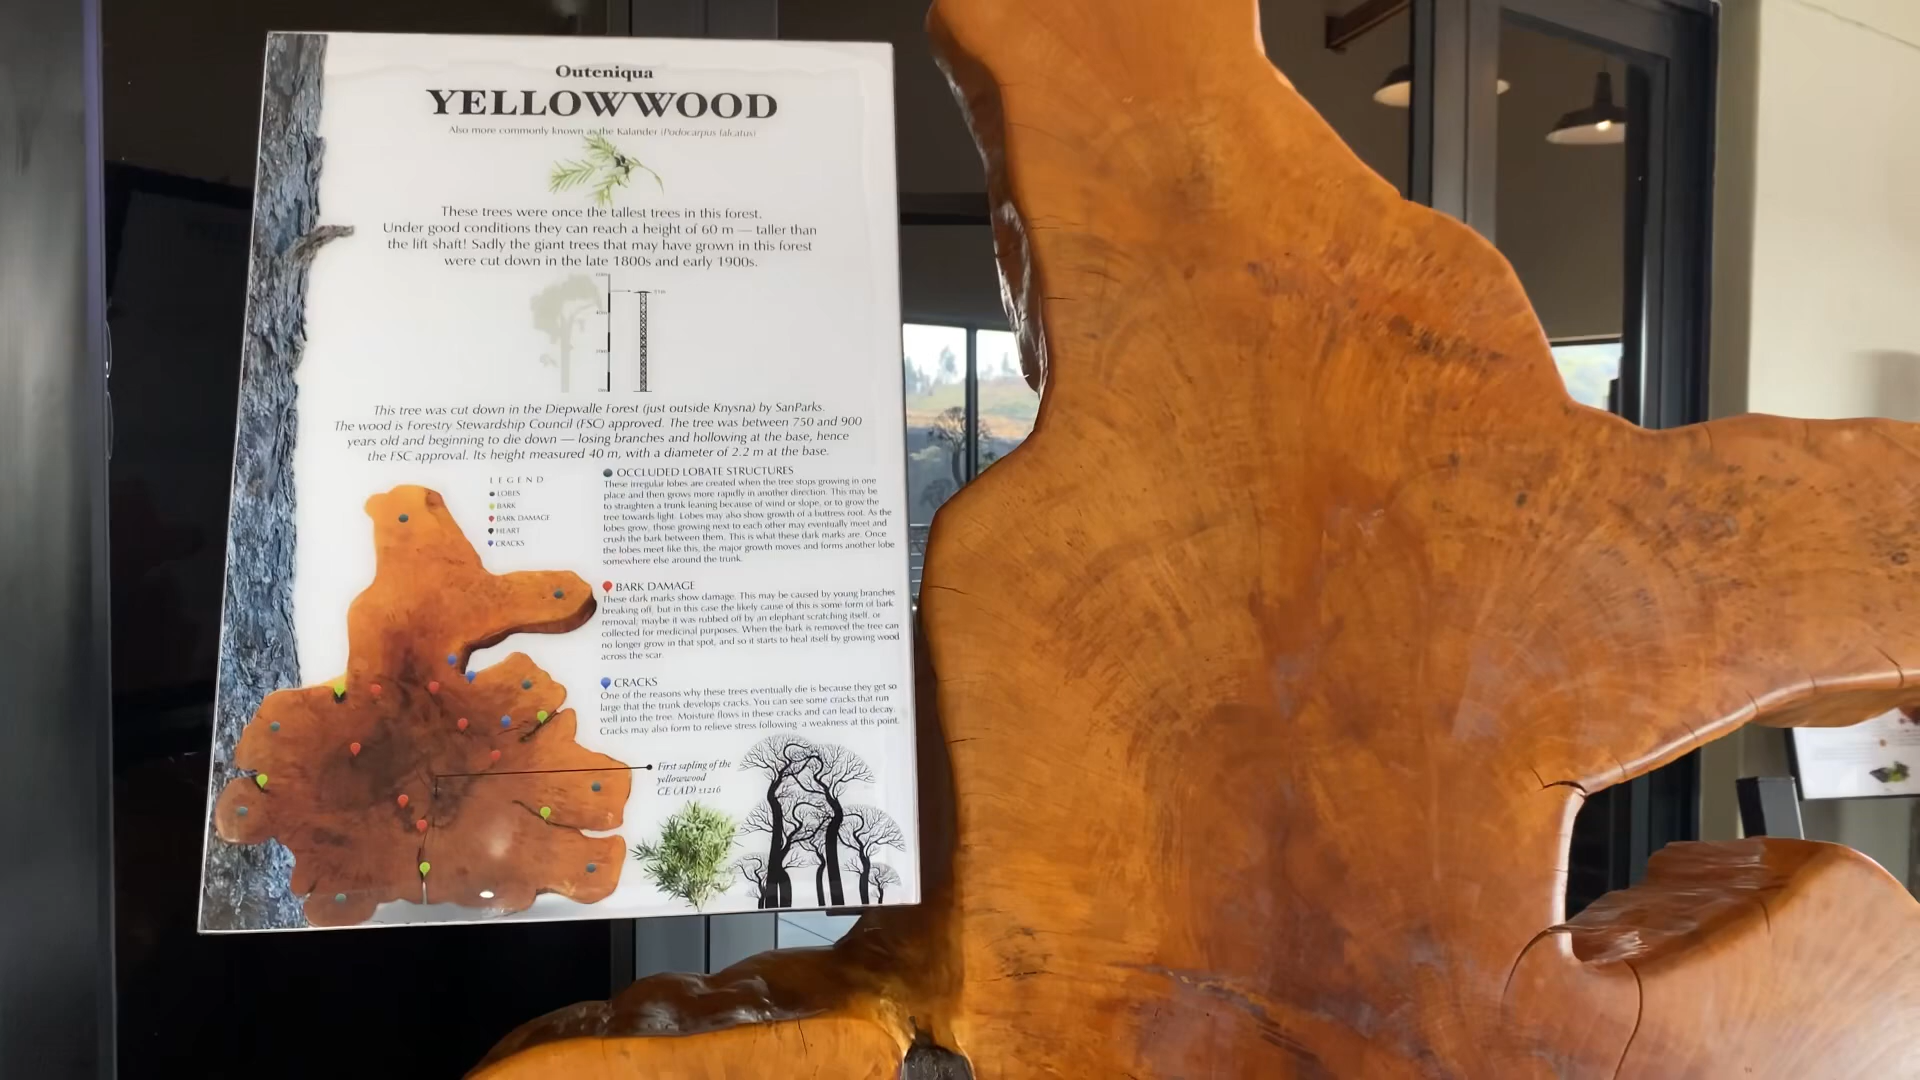 Outeniqua
YELLOWWOOD
Also more commonly known as the Kalander (Podocarpus falcatus)
These trees were once the tallest trees in this forest.
Under good conditions they can reach a height of 60 m — taller than
the lift shaft! Sadly the giant trees that may have grown in this forest
were cut down in the late 1800s and early 1900s.
This tree was cut down in the Diepwalle Forest (just outside Knysna) by SanParks.
The wood is Forestry Stewardship Council (FSC) approved. The tree was between 750 and 900
years old and beginning to die down — losing branches and hollowing at the base, hence
the FSC approval. Its height measured 40 m, with a diameter of 2.2 m at the base.
LEGEND
LOBES
BARK
BARK DAMAGE
HEART
CRACKS
OCCLUDED LOBATE STRUCTURES
These irregular lobes are created when the tree stops growing in one
place and then grows more rapidly in another direction. This may be
to straighten a trunk leaning because of wind or slope, or to grow the
tree towards light. Lobes may also show growth of a buttress root. As the
lobes grow, those growing next to each other may eventually meet and
crush the bark between them. This is what these dark marks are. Once
the lobes meet like this, the major growth moves and forms another lobe
somewhere else around the trunk.
BARK DAMAGE
These dark marks show damage. This may be caused by young branches
breaking off, but in this case the likely cause of this is some form of bark
removal; maybe it was rubbed off by an elephant scratching itself, or
collected for medicinal purposes. When the bark is removed the tree can
no longer grow in that spot, and so it starts to heal itself by growing wood
across the scar.
CRACKS
One of the reasons why these trees eventually die is because they get so
large that the trunk develops cracks. You can see some cracks that run
well into the tree. Moisture flows in these cracks and can lead to decay.
Cracks may also form to relieve stress following a weakness at this point.
First sapling of the
yellowwood
CE (AD) ±1216